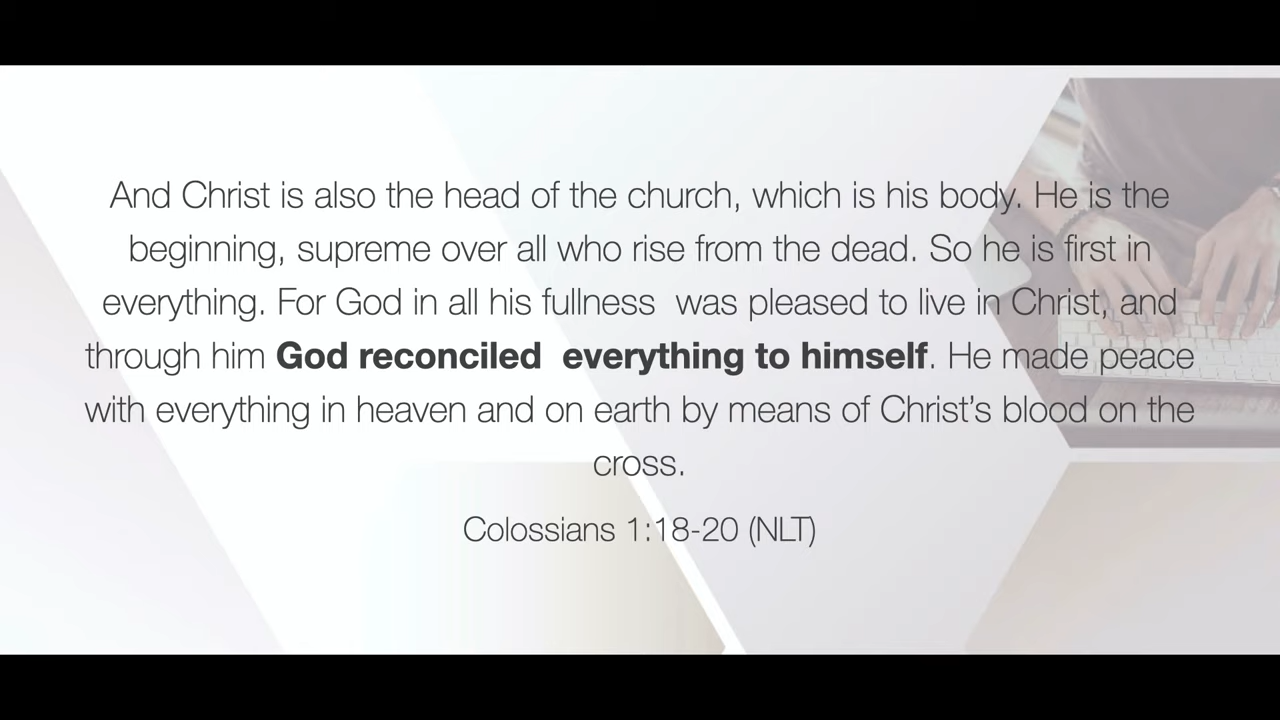 And Christ is also the head of the church, which is his body. He is the
beginning, supreme over all who rise from the dead. So he is first in
everything. For God in all his fullness  was pleased to live in Christ, and
through him God reconciled  everything to himself. He made peace
with everything in heaven and on earth by means of Christ’s blood on the
cross.
Colossians 1:18-20 (NLT)